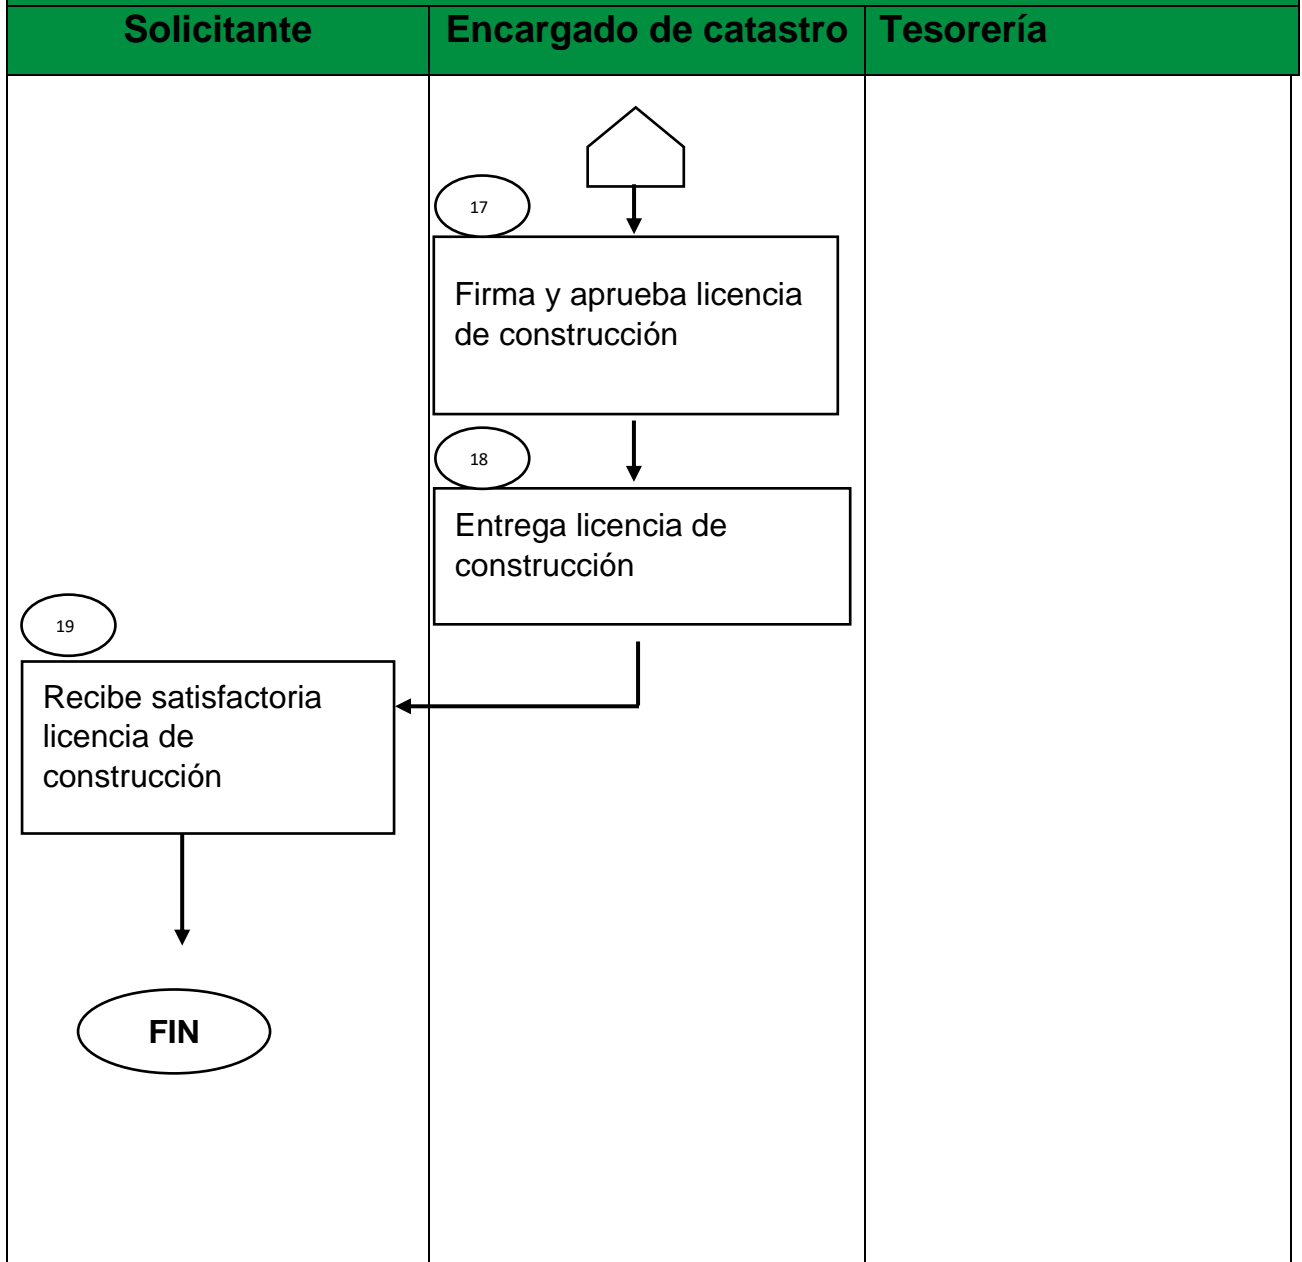 Solicitante
Encargado de catastro
Tesorería
17
Firma y aprueba licencia
de construcción
18
Entrega licencia de
construcción
19
Recibe satisfactoria
licencia de
construcción
FIN